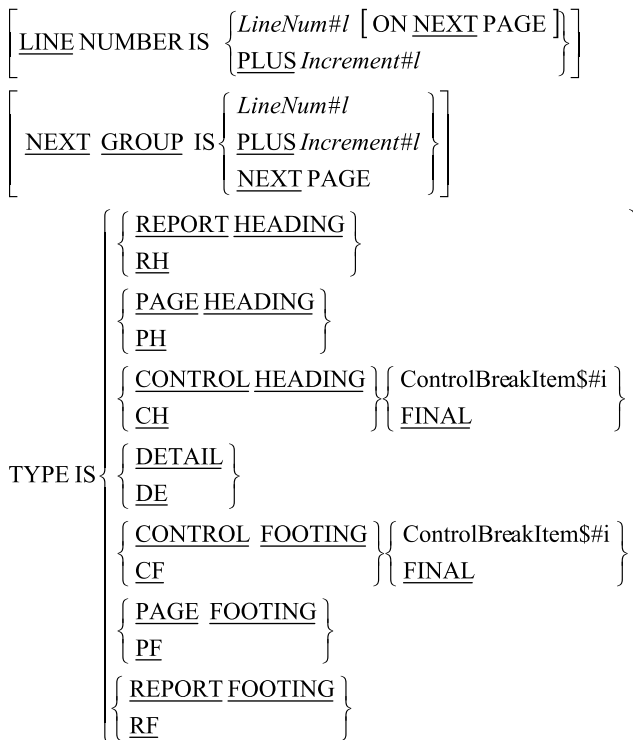 LineNum#l [ ON NEXT PAGE ]
LINE NUMBER IS
PLUS Increment#l
LineNum#l
NEXT GROUP IS PLUS Increment#l
NEXT PAGE
REPORT HEADING
RH
PAGE HEADING
PH
CONTROL HEADING ControlBreakItem$#i
CH FINAL
DETAIL
TYPE IS
DE
CONTROL FOOTING ControlBreakItem$#i
CF FINAL
PAGE FOOTING
PF
REPORT FOOTING
RF